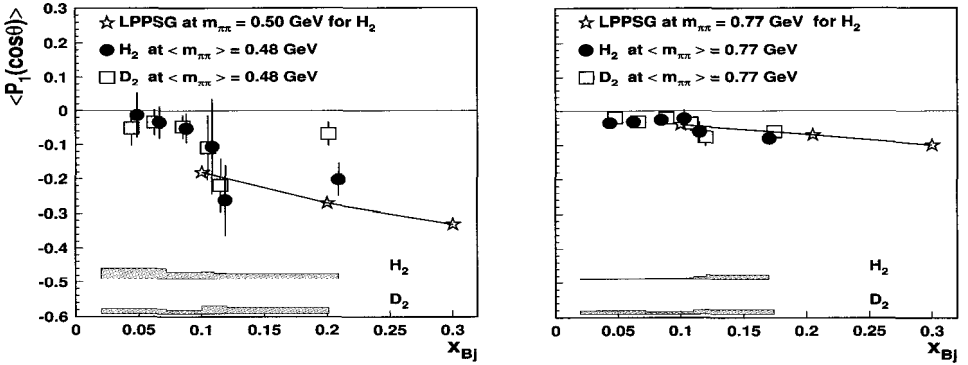 <P₁(cosθ)>
0.3
0.2
0.1
0
-0.1
-0.2
-0.3
-0.4
-0.5
-0.6
LPPSG at mππ = 0.50 GeV for H₂
H₂ at < mππ > = 0.48 GeV
D₂ at < mππ > = 0.48 GeV
H₂
D₂
0 0.05 0.1 0.15 0.2 0.25 0.3
xBj
LPPSG at mππ = 0.77 GeV for H₂
H₂ at < mππ > = 0.77 GeV
D₂ at < mππ > = 0.77 GeV
H₂
D₂
0 0.05 0.1 0.15 0.2 0.25 0.3
xBj